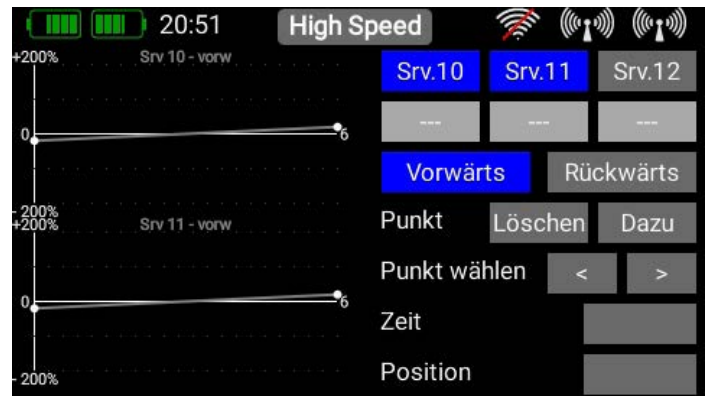 20:51 High Speed
+200% Srv 10 - vorw
0 6
- 200%
+200% Srv 11 - vorw
0 6
- 200%
Srv.10 Srv.11 Srv.12
--- --- ---
Vorwärts Rückwärts
Punkt Löschen Dazu
Punkt wählen < >
Zeit
Position